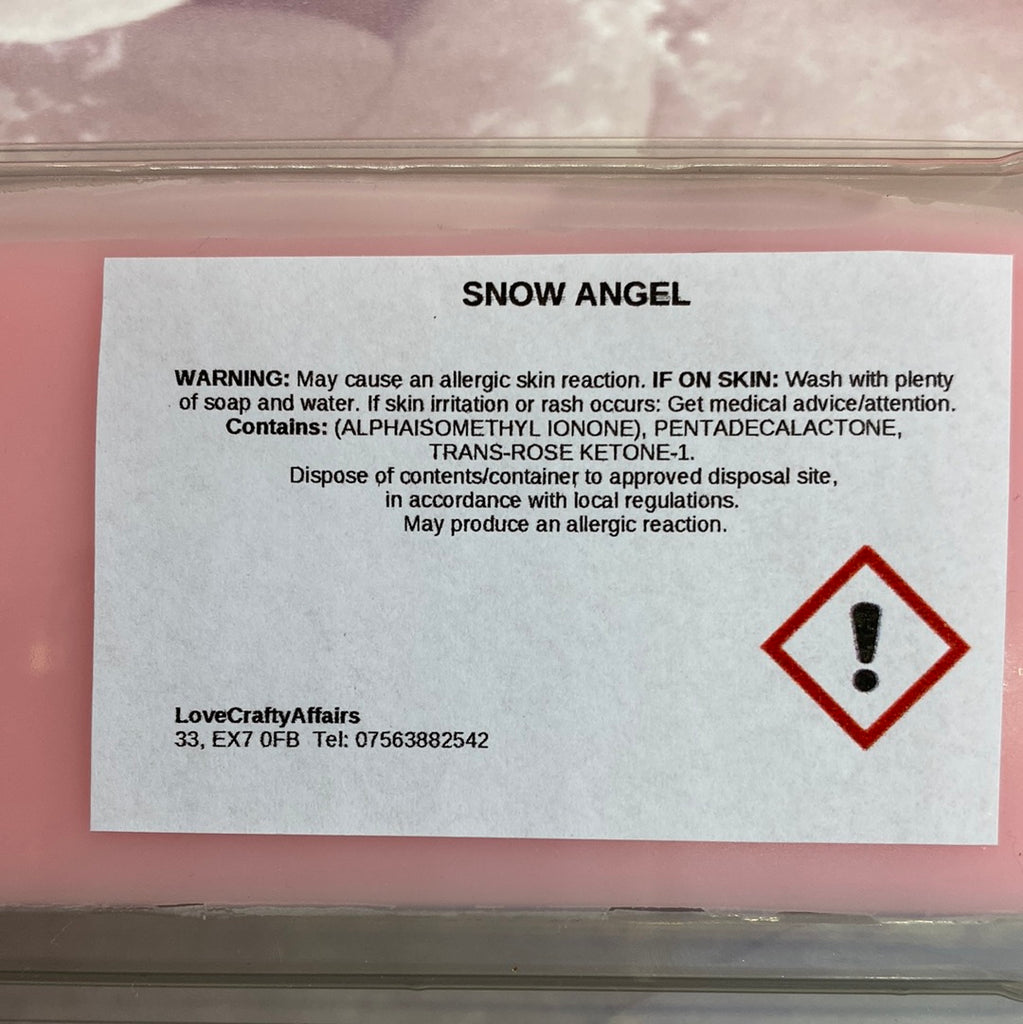 SNOW ANGEL
WARNING: May cause an allergic skin reaction. IF ON SKIN: Wash with plenty
of soap and water. If skin irritation or rash occurs: Get medical advice/attention.
Contains: (ALPHAISOMETHYL IONONE), PENTADECALACTONE,
TRANS-ROSE KETONE-1.
Dispose of contents/container to approved disposal site,
in accordance with local regulations.
May produce an allergic reaction.
LoveCraftyAffairs
33, EX7 0FB Tel: 07563882542